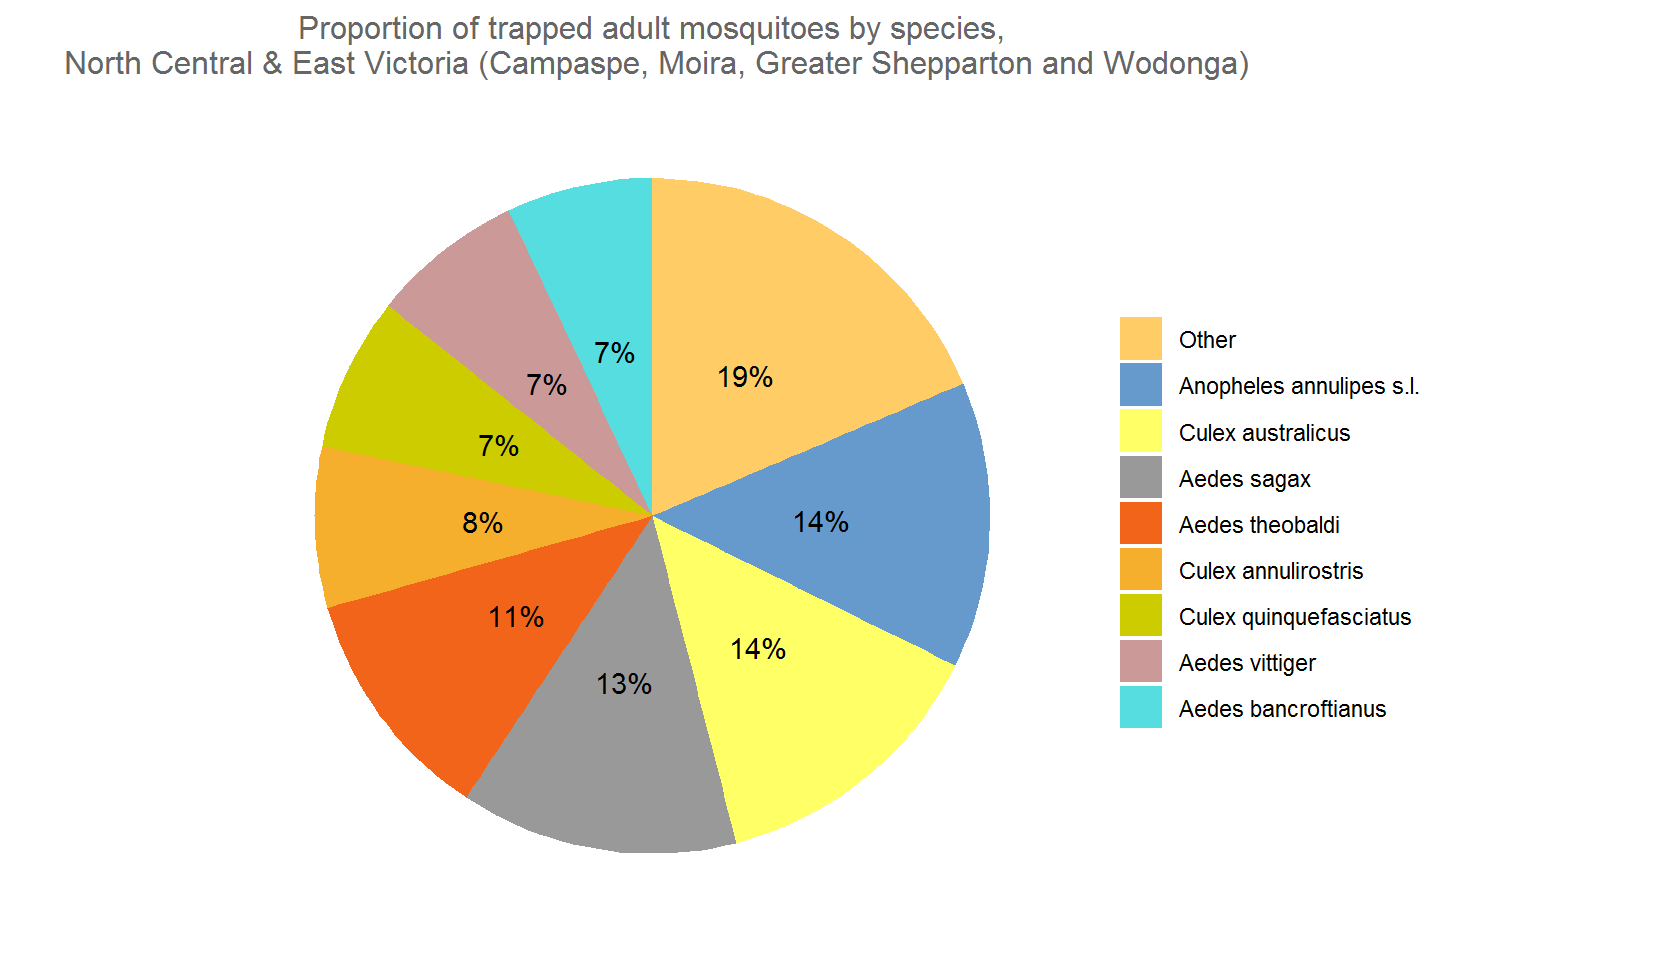 Proportion of trapped adult mosquitoes by species,
North Central & East Victoria (Campaspe, Moira, Greater Shepparton and Wodonga)
19%
14%
14%
13%
11%
8%
7%
7%
7%
Other
Anopheles annulipes s.l.
Culex australicus
Aedes sagax
Aedes theobaldi
Culex annulirostris
Culex quinquefasciatus
Aedes vittiger
Aedes bancroftianus